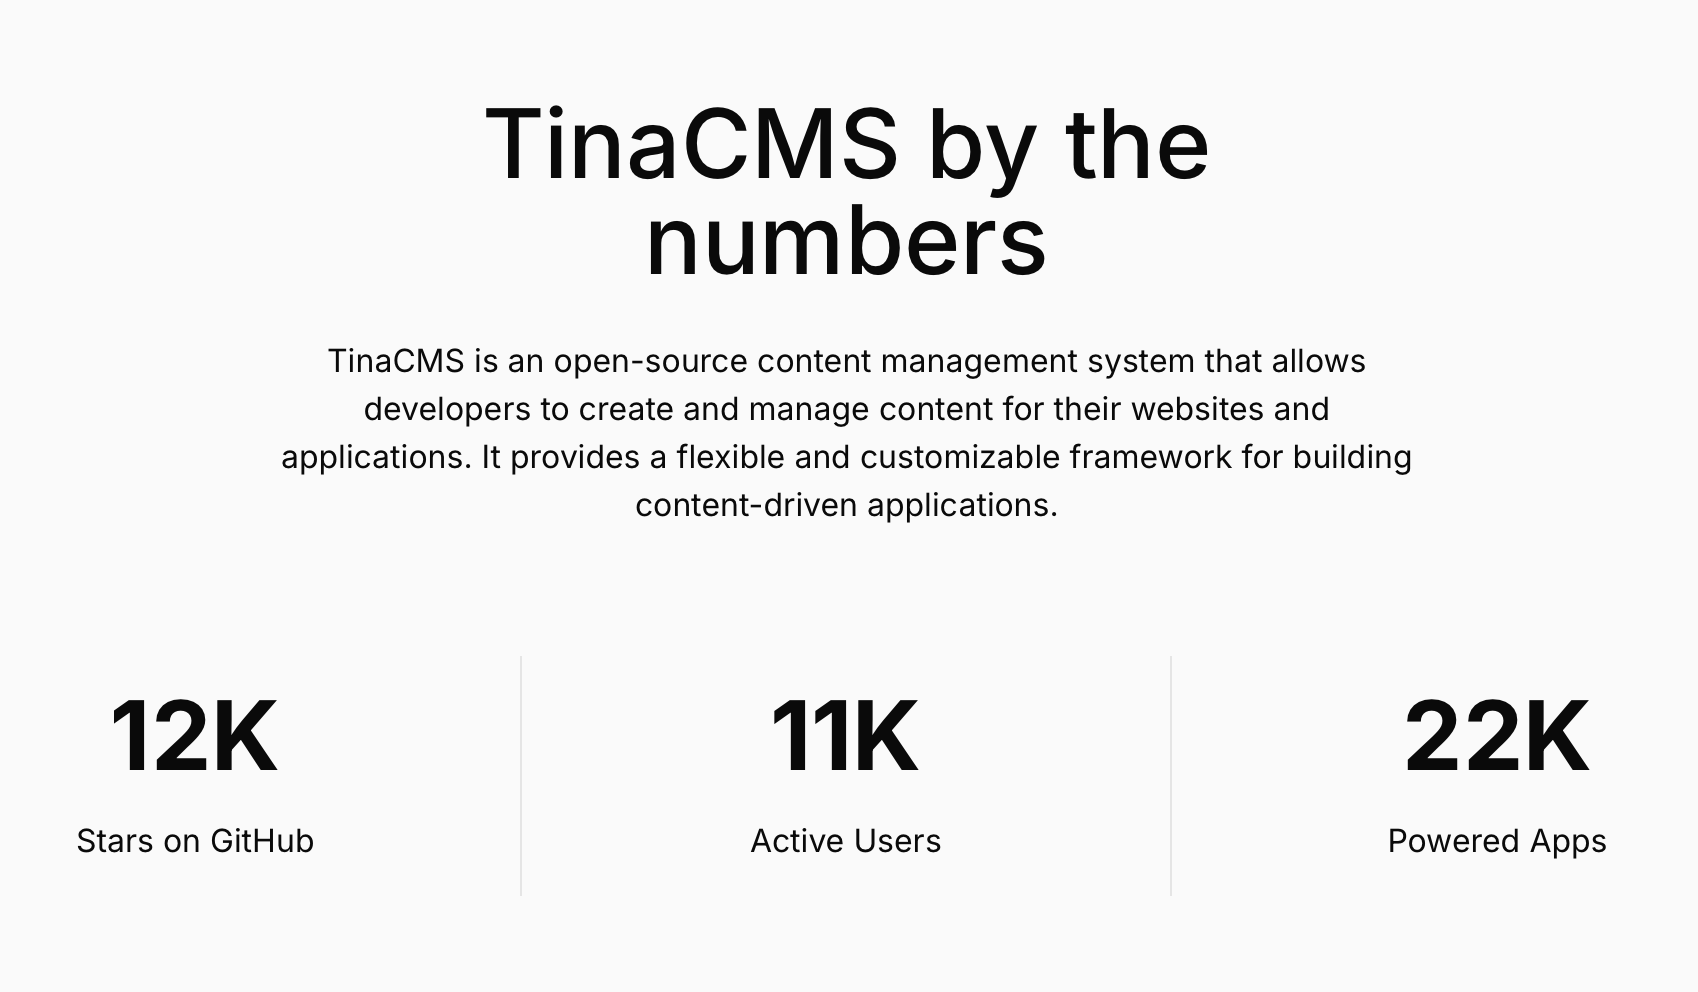 TinaCMS by the
numbers
TinaCMS is an open-source content management system that allows
developers to create and manage content for their websites and
applications. It provides a flexible and customizable framework for building
content-driven applications.
12K
Stars on GitHub
11K
Active Users
22K
Powered Apps